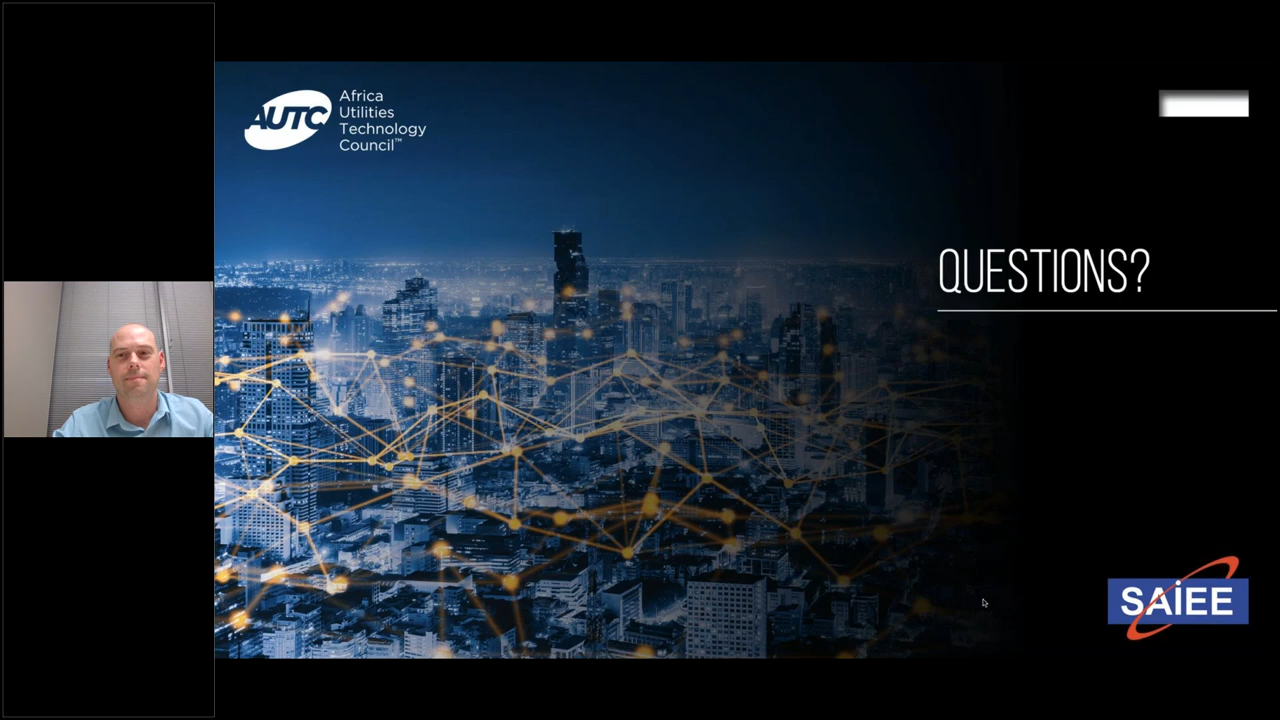 AUTC
Africa
Utilities
Technology
Council™
QUESTIONS?
SAiEE